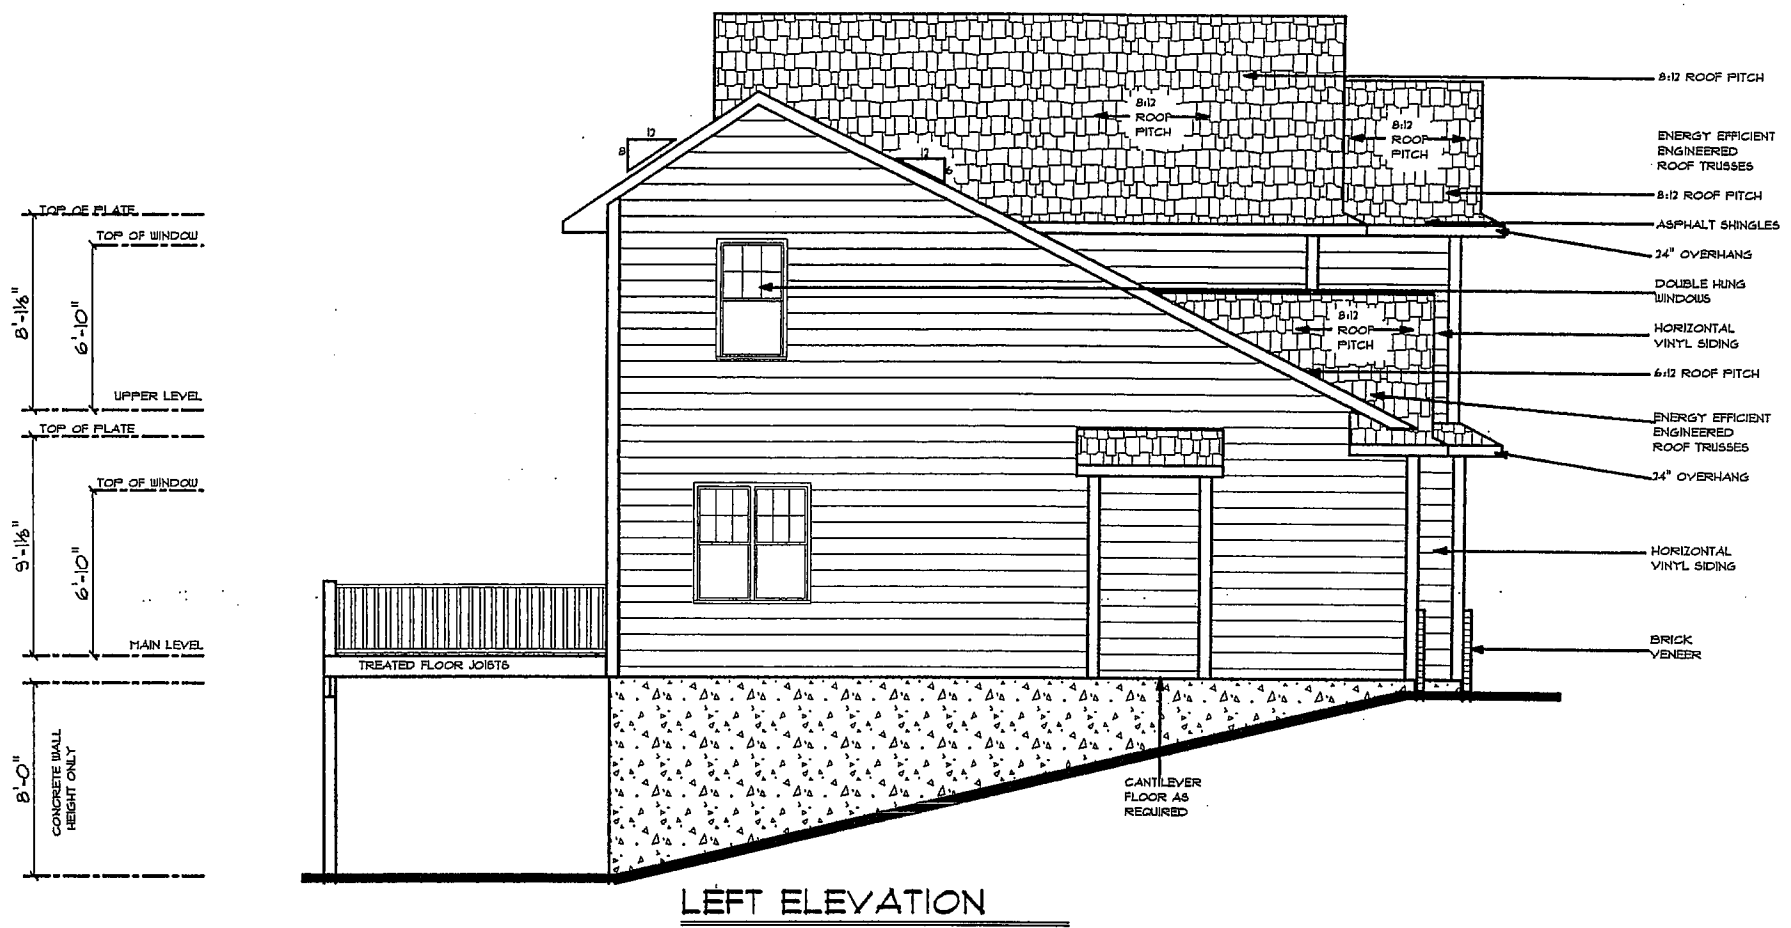 8:12 ROOF PITCH
8:12
ROOF
PITCH
8:12
ROOF
PITCH
12
8
12
6
ENERGY EFFICIENT
ENGINEERED
ROOF TRUSSES
8:12 ROOF PITCH
ASPHALT SHINGLES
24" OVERHANG
DOUBLE HUNG
WINDOWS
8:12
ROOF
PITCH
HORIZONTAL
VINYL SIDING
6:12 ROOF PITCH
ENERGY EFFICIENT
ENGINEERED
ROOF TRUSSES
24" OVERHANG
HORIZONTAL
VINYL SIDING
BRICK
VENEER
TOP OF PLATE
TOP OF WINDOW
8'-1 1/8"
6'-10"
UPPER LEVEL
TOP OF PLATE
TOP OF WINDOW
9'-1 1/8"
6'-10"
MAIN LEVEL
TREATED FLOOR JOISTS
8'-0"
CONCRETE WALL
HEIGHT ONLY
CANTILEVER
FLOOR AS
REQUIRED
LEFT ELEVATION